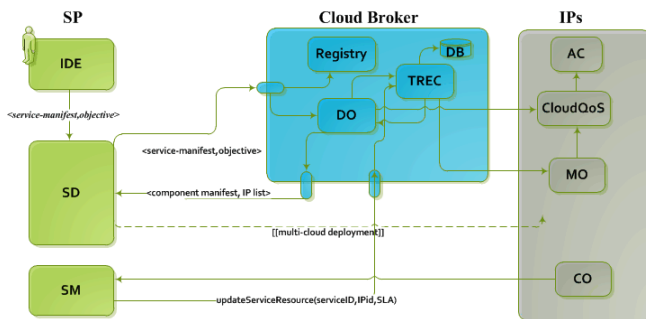 SP
Cloud Broker
IPs
IDE
Registry
DB
TREC
AC
CloudQoS
DO
<service-manifest,objective>
<service-manifest,objective>
SD
<component manifest, IP list>
MO
[[multi-cloud deployment]]
SM
CO
updateServiceResource(serviceID,IPid,SLA)